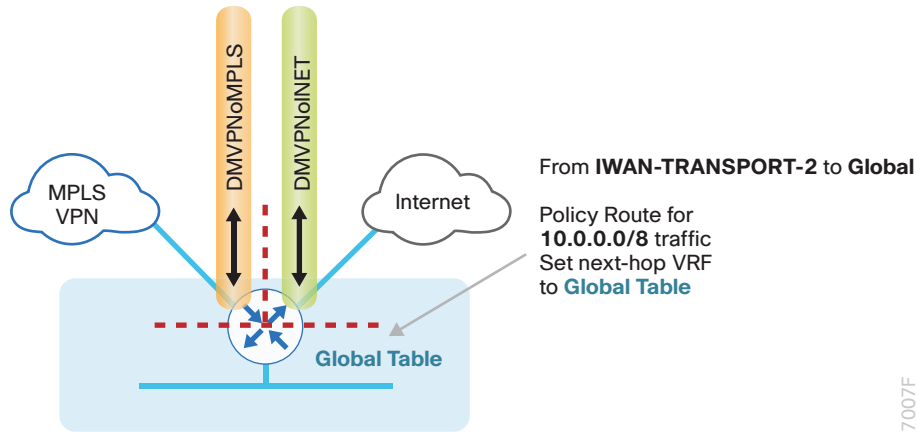 DMVPNoMPLS
DMVPNoINET
MPLS
VPN
Internet
From IWAN-TRANSPORT-2 to Global
Policy Route for
10.0.0.0/8 traffic
Set next-hop VRF
to Global Table
Global Table
7007F